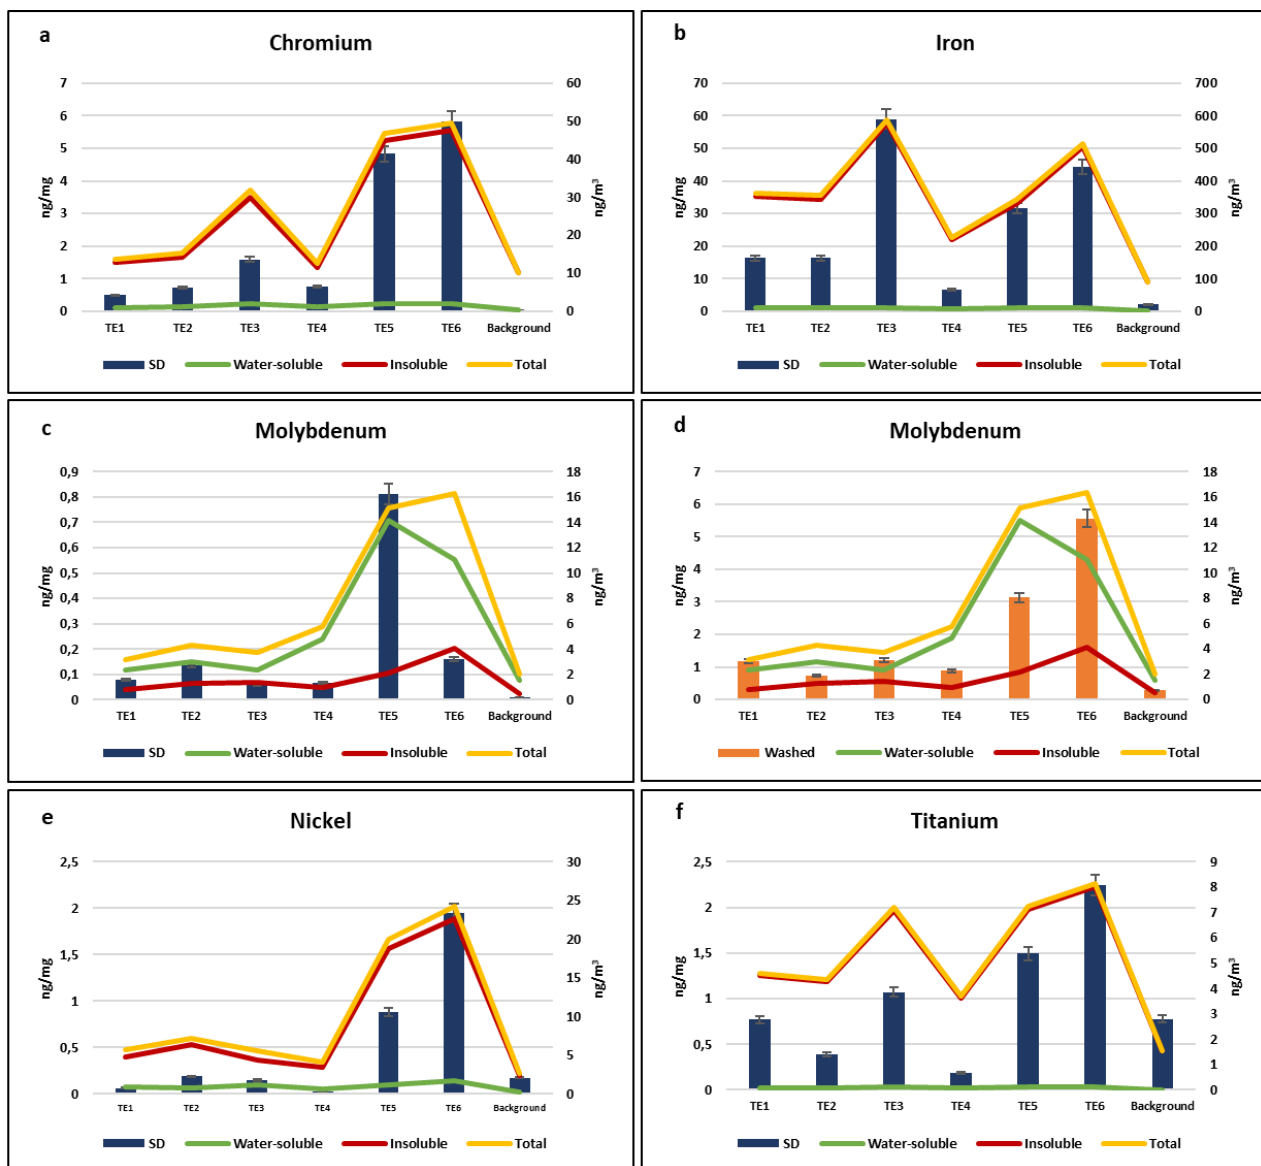 a
Chromium
7
6
5
4
3
2
1
0
ng/mg
60
50
40
30
20
10
0
ng/m³
TE1 TE2 TE3 TE4 TE5 TE6 Background
SD Water-soluble Insoluble Total
b
Iron
70
60
50
40
30
20
10
0
ng/mg
700
600
500
400
300
200
100
0
ng/m³
TE1 TE2 TE3 TE4 TE5 TE6 Background
SD Water-soluble Insoluble Total
c
Molybdenum
0,9
0,8
0,7
0,6
0,5
0,4
0,3
0,2
0,1
0
ng/mg
18
16
14
12
10
8
6
4
2
0
ng/m³
TE1 TE2 TE3 TE4 TE5 TE6 Background
SD Water-soluble Insoluble Total
d
Molybdenum
7
6
5
4
3
2
1
0
ng/mg
18
16
14
12
10
8
6
4
2
0
ng/m³
TE1 TE2 TE3 TE4 TE5 TE6 Background
Washed Water-soluble Insoluble Total
e
Nickel
2,5
2
1,5
1
0,5
0
ng/mg
30
25
20
15
10
5
0
ng/m³
TE1 TE2 TE3 TE4 TE5 TE6 Background
SD Water-soluble Insoluble Total
f
Titanium
2,5
2
1,5
1
0,5
0
ng/mg
9
8
7
6
5
4
3
2
1
0
ng/m³
TE1 TE2 TE3 TE4 TE5 TE6 Background
SD Water-soluble Insoluble Total